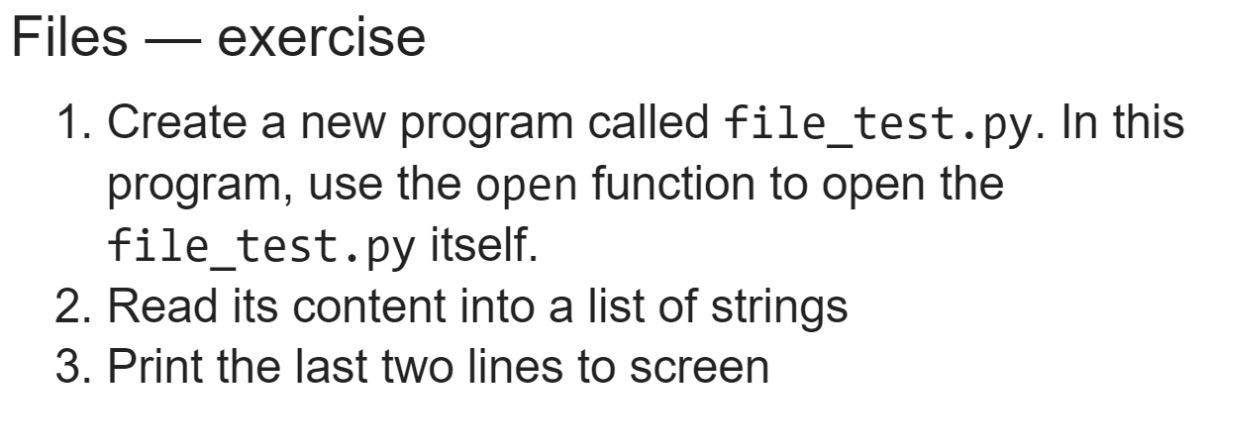 Files — exercise
1. Create a new program called file_test.py. In this
program, use the open function to open the
file_test.py itself.
2. Read its content into a list of strings
3. Print the last two lines to screen